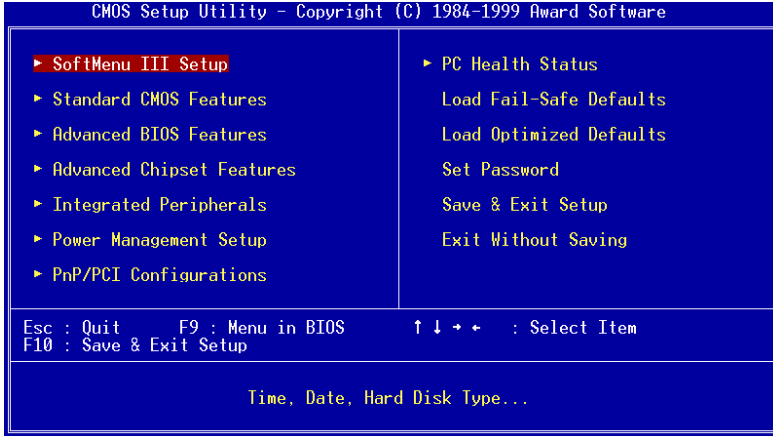 CMOS Setup Utility - Copyright (C) 1984-1999 Award Software
► SoftMenu III Setup
► Standard CMOS Features
► Advanced BIOS Features
► Advanced Chipset Features
► Integrated Peripherals
► Power Management Setup
► PnP/PCI Configurations
► PC Health Status
Load Fail-Safe Defaults
Load Optimized Defaults
Set Password
Save & Exit Setup
Exit Without Saving
Esc : Quit F9 : Menu in BIOS ↑ ↓ → ← : Select Item
F10 : Save & Exit Setup
Time, Date, Hard Disk Type...